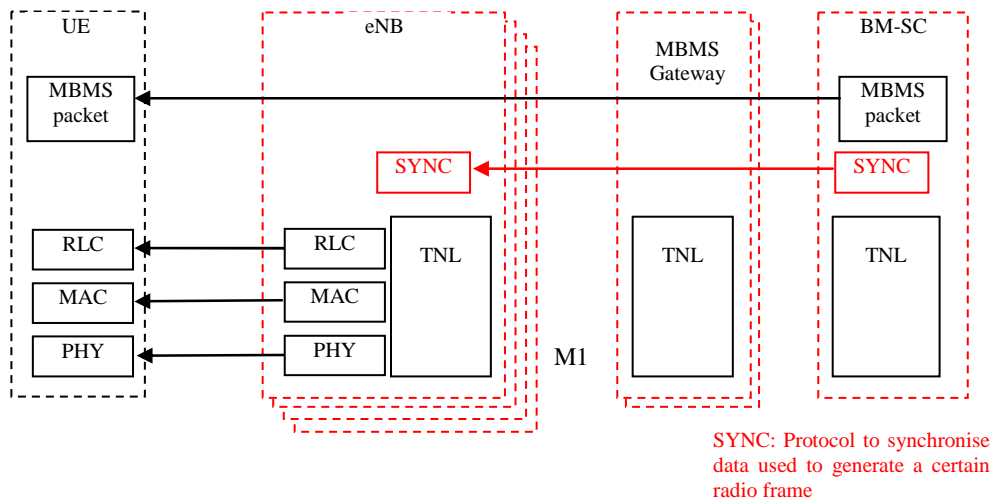 UE
eNB
MBMS
Gateway
BM-SC
MBMS
packet
MBMS
packet
SYNC
SYNC
RLC
RLC
TNL
TNL
TNL
MAC
MAC
PHY
PHY
M1
SYNC: Protocol to synchronise
data used to generate a certain
radio frame